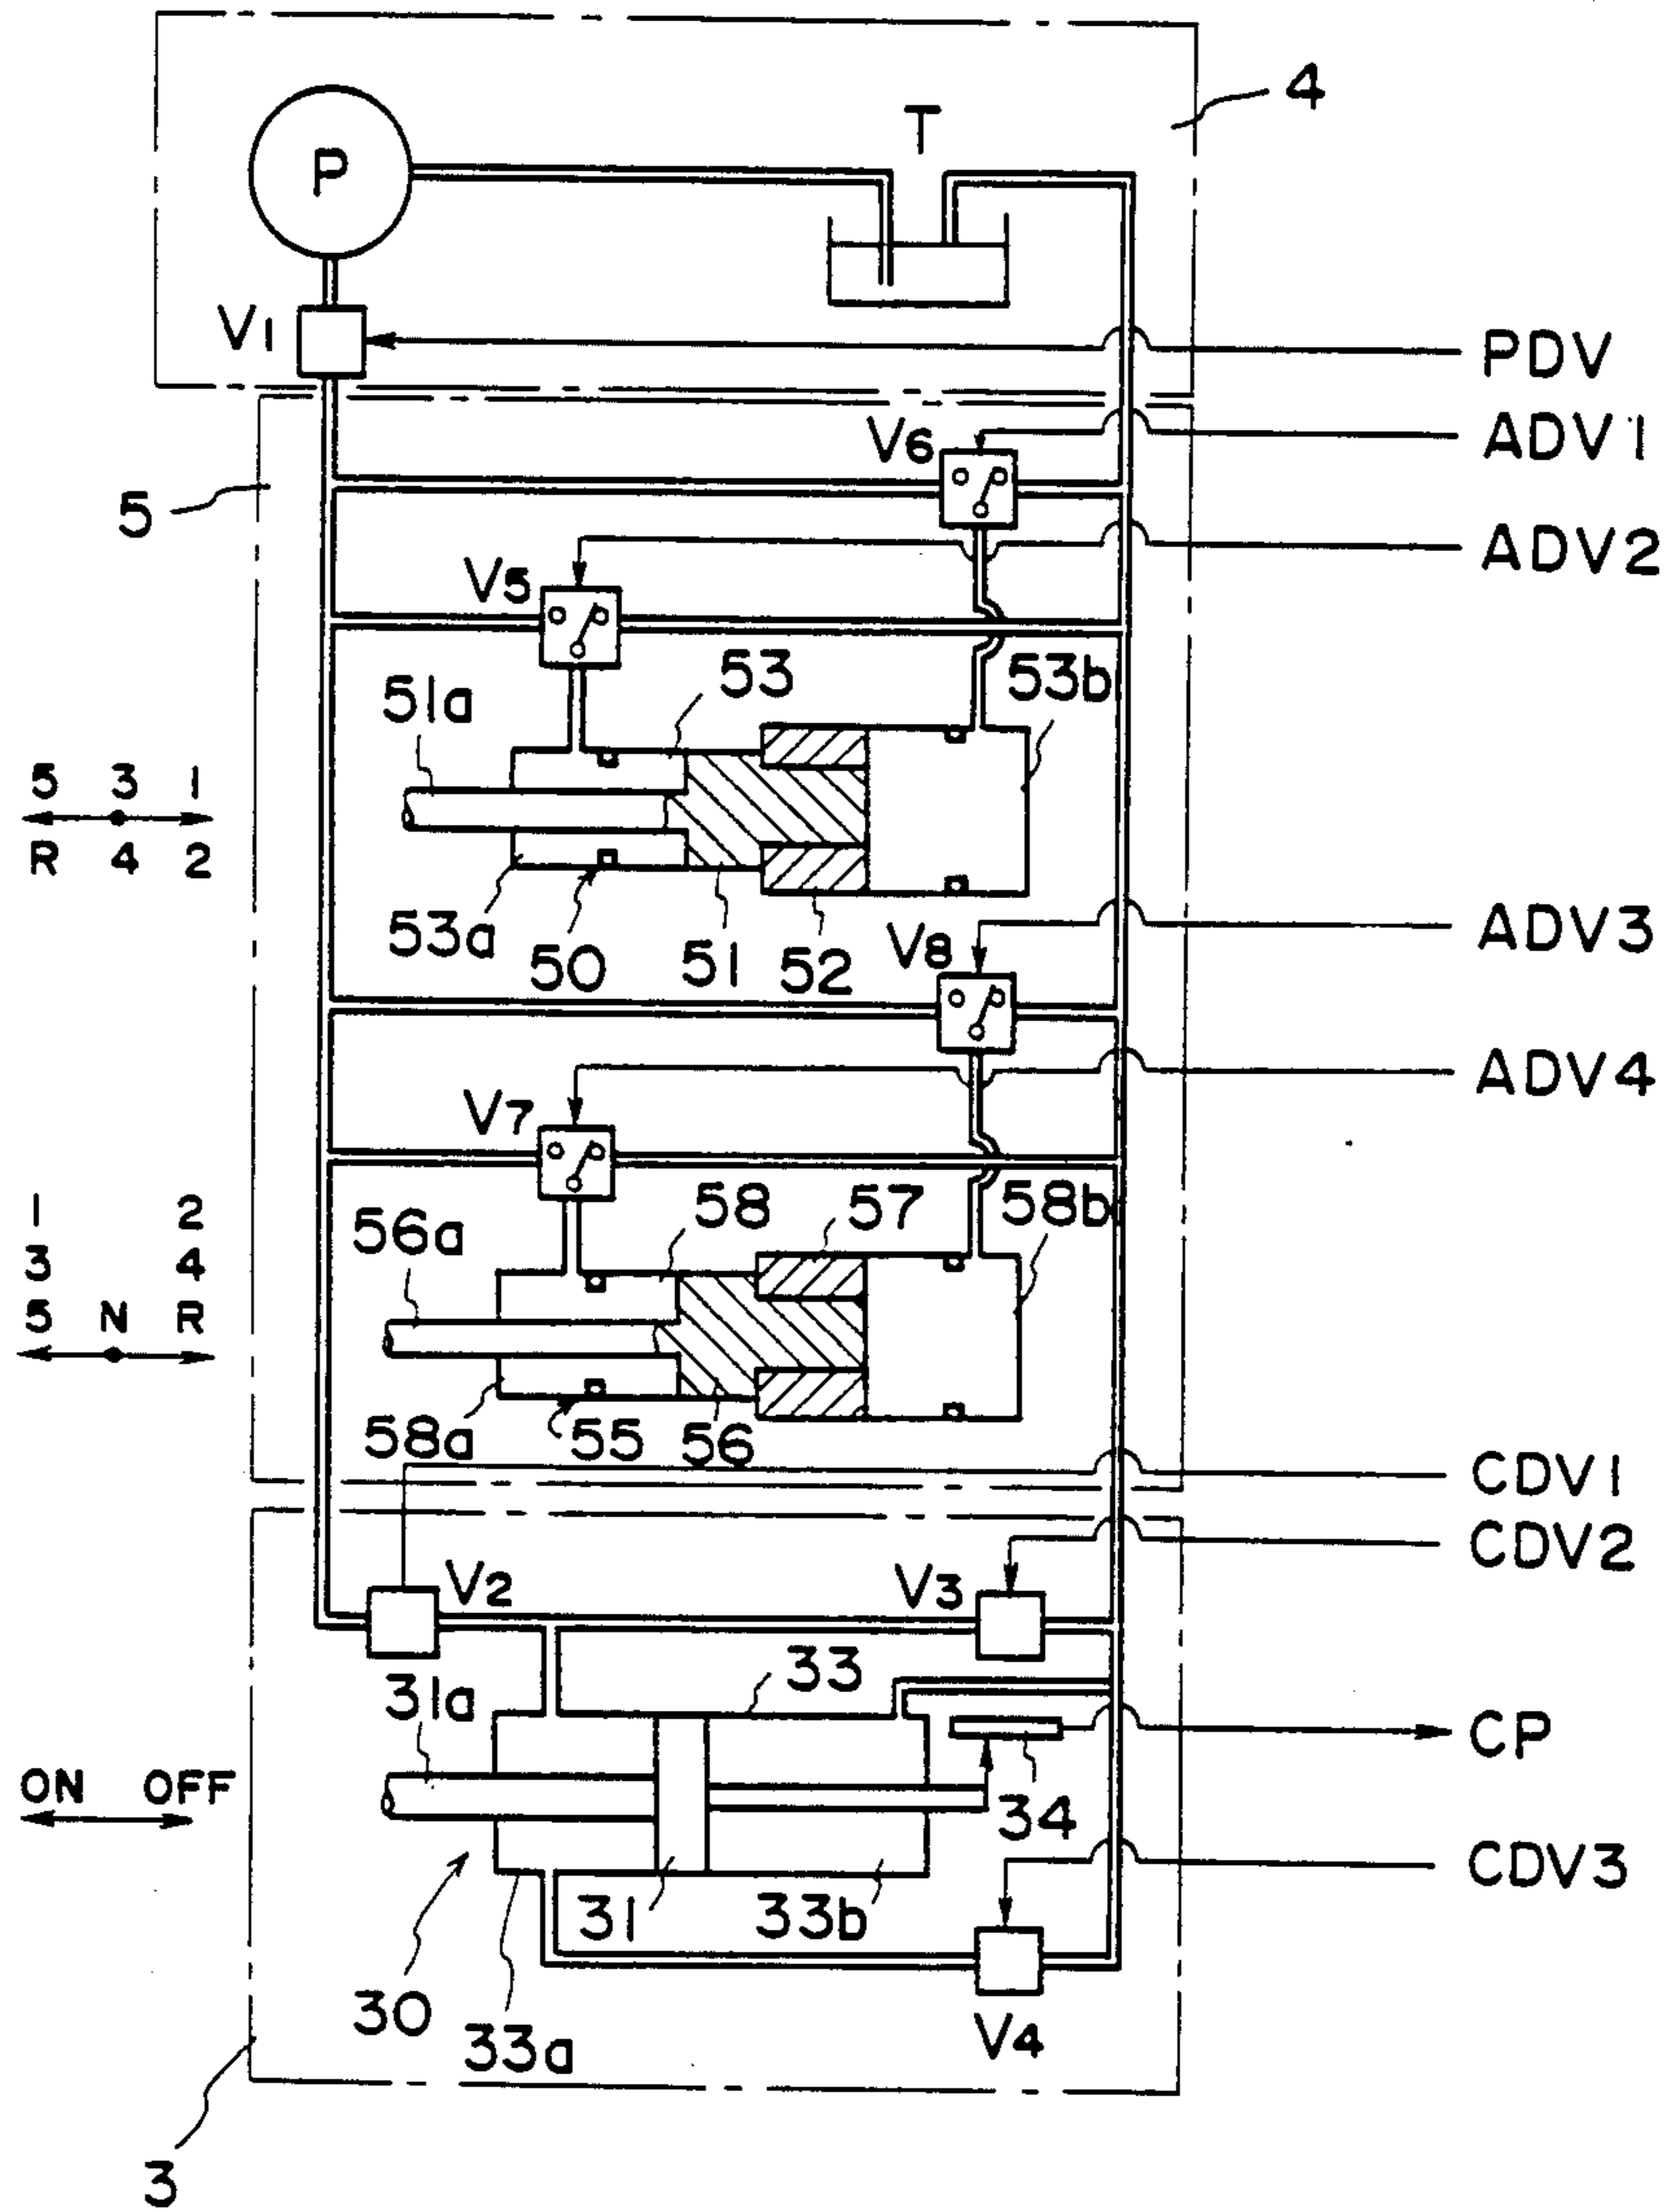 4
T
P
V1
PDV
V6
ADV1
5
V5
ADV2
53
53b
51a
5 3 1
R 4 2
53a
50
51
52
V8
ADV3
V7
ADV4
58
57
58b
56a
1 2
3 4
5 N R
58a
55
56
CDV1
CDV2
V2
V3
31a
33
CP
ON OFF
34
31
33b
CDV3
30
33a
V4
3